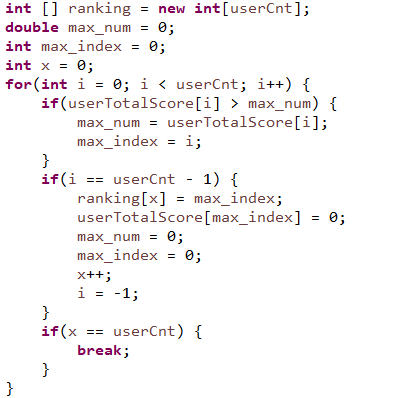 int [] ranking = new int[userCnt];
double max_num = 0;
int max_index = 0;
int x = 0;
for(int i = 0; i < userCnt; i++) {
    if(userTotalScore[i] > max_num) {
        max_num = userTotalScore[i];
        max_index = i;
    }
    if(i == userCnt - 1) {
        ranking[x] = max_index;
        userTotalScore[max_index] = 0;
        max_num = 0;
        max_index = 0;
        x++;
        i = -1;
    }
    if(x == userCnt) {
        break;
    }
}